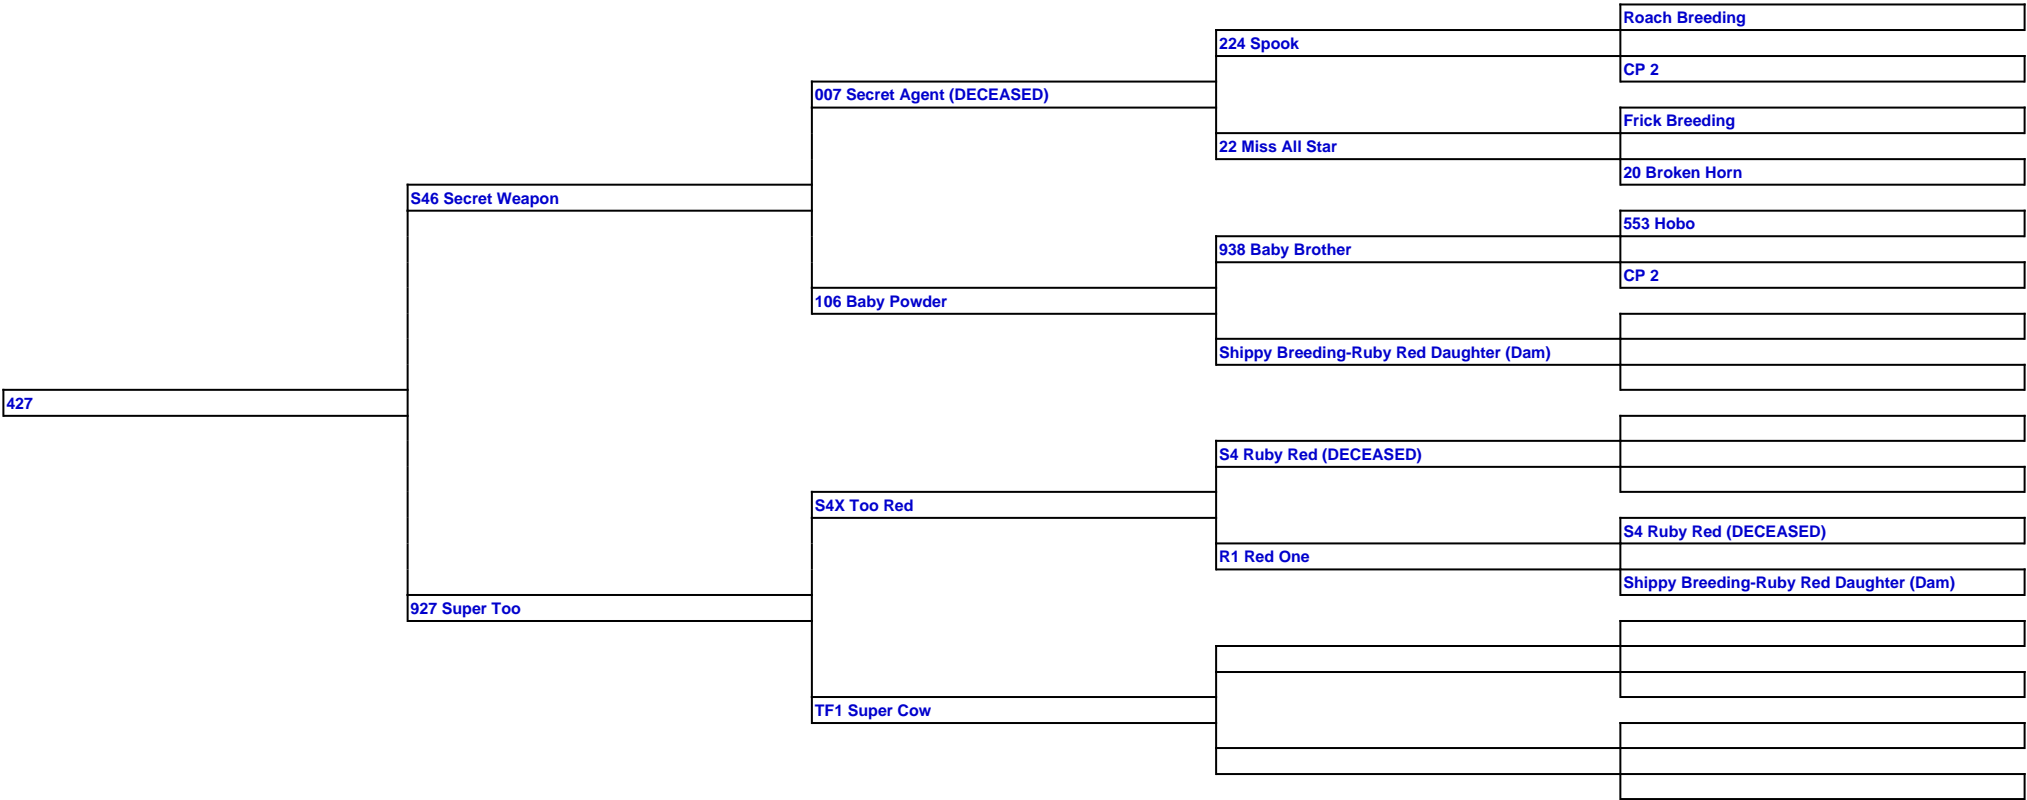 Roach Breeding
224 Spook
CP 2
007 Secret Agent (DECEASED)
Frick Breeding
22 Miss All Star
20 Broken Horn
S46 Secret Weapon
553 Hobo
938 Baby Brother
CP 2
106 Baby Powder
Shippy Breeding-Ruby Red Daughter (Dam)
427
S4 Ruby Red (DECEASED)
S4X Too Red
S4 Ruby Red (DECEASED)
R1 Red One
Shippy Breeding-Ruby Red Daughter (Dam)
927 Super Too
TF1 Super Cow